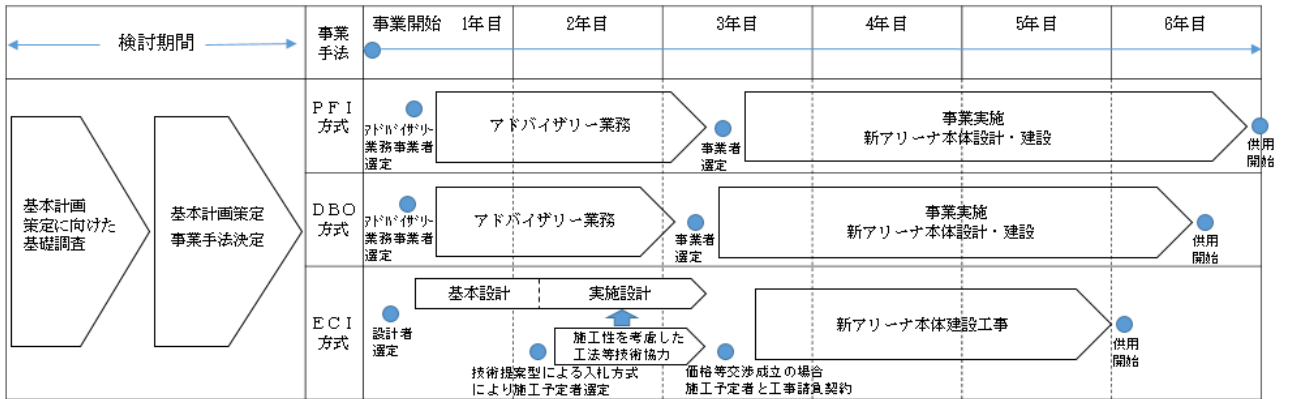 検討期間
事業
手法
事業開始
1年目
2年目
3年目
4年目
5年目
6年目
基本計画
策定に向けた
基礎調査
基本計画策定
事業手法決定
ＰＦＩ
方式
ｱﾄﾞﾊﾞｲｻﾞﾘｰ
業務事業者
選定
アドバイザリー業務
事業者
選定
事業実施
新アリーナ本体設計・建設
供用
開始
ＤＢＯ
方式
ｱﾄﾞﾊﾞｲｻﾞﾘｰ
業務事業者
選定
アドバイザリー業務
事業者
選定
事業実施
新アリーナ本体設計・建設
供用
開始
ＥＣＩ
方式
設計者
選定
基本設計
実施設計
施工性を考慮した
工法等技術協力
技術提案型による入札方式
により施工予定者選定
価格等交渉成立の場合
施工予定者と工事請負契約
新アリーナ本体建設工事
供用
開始